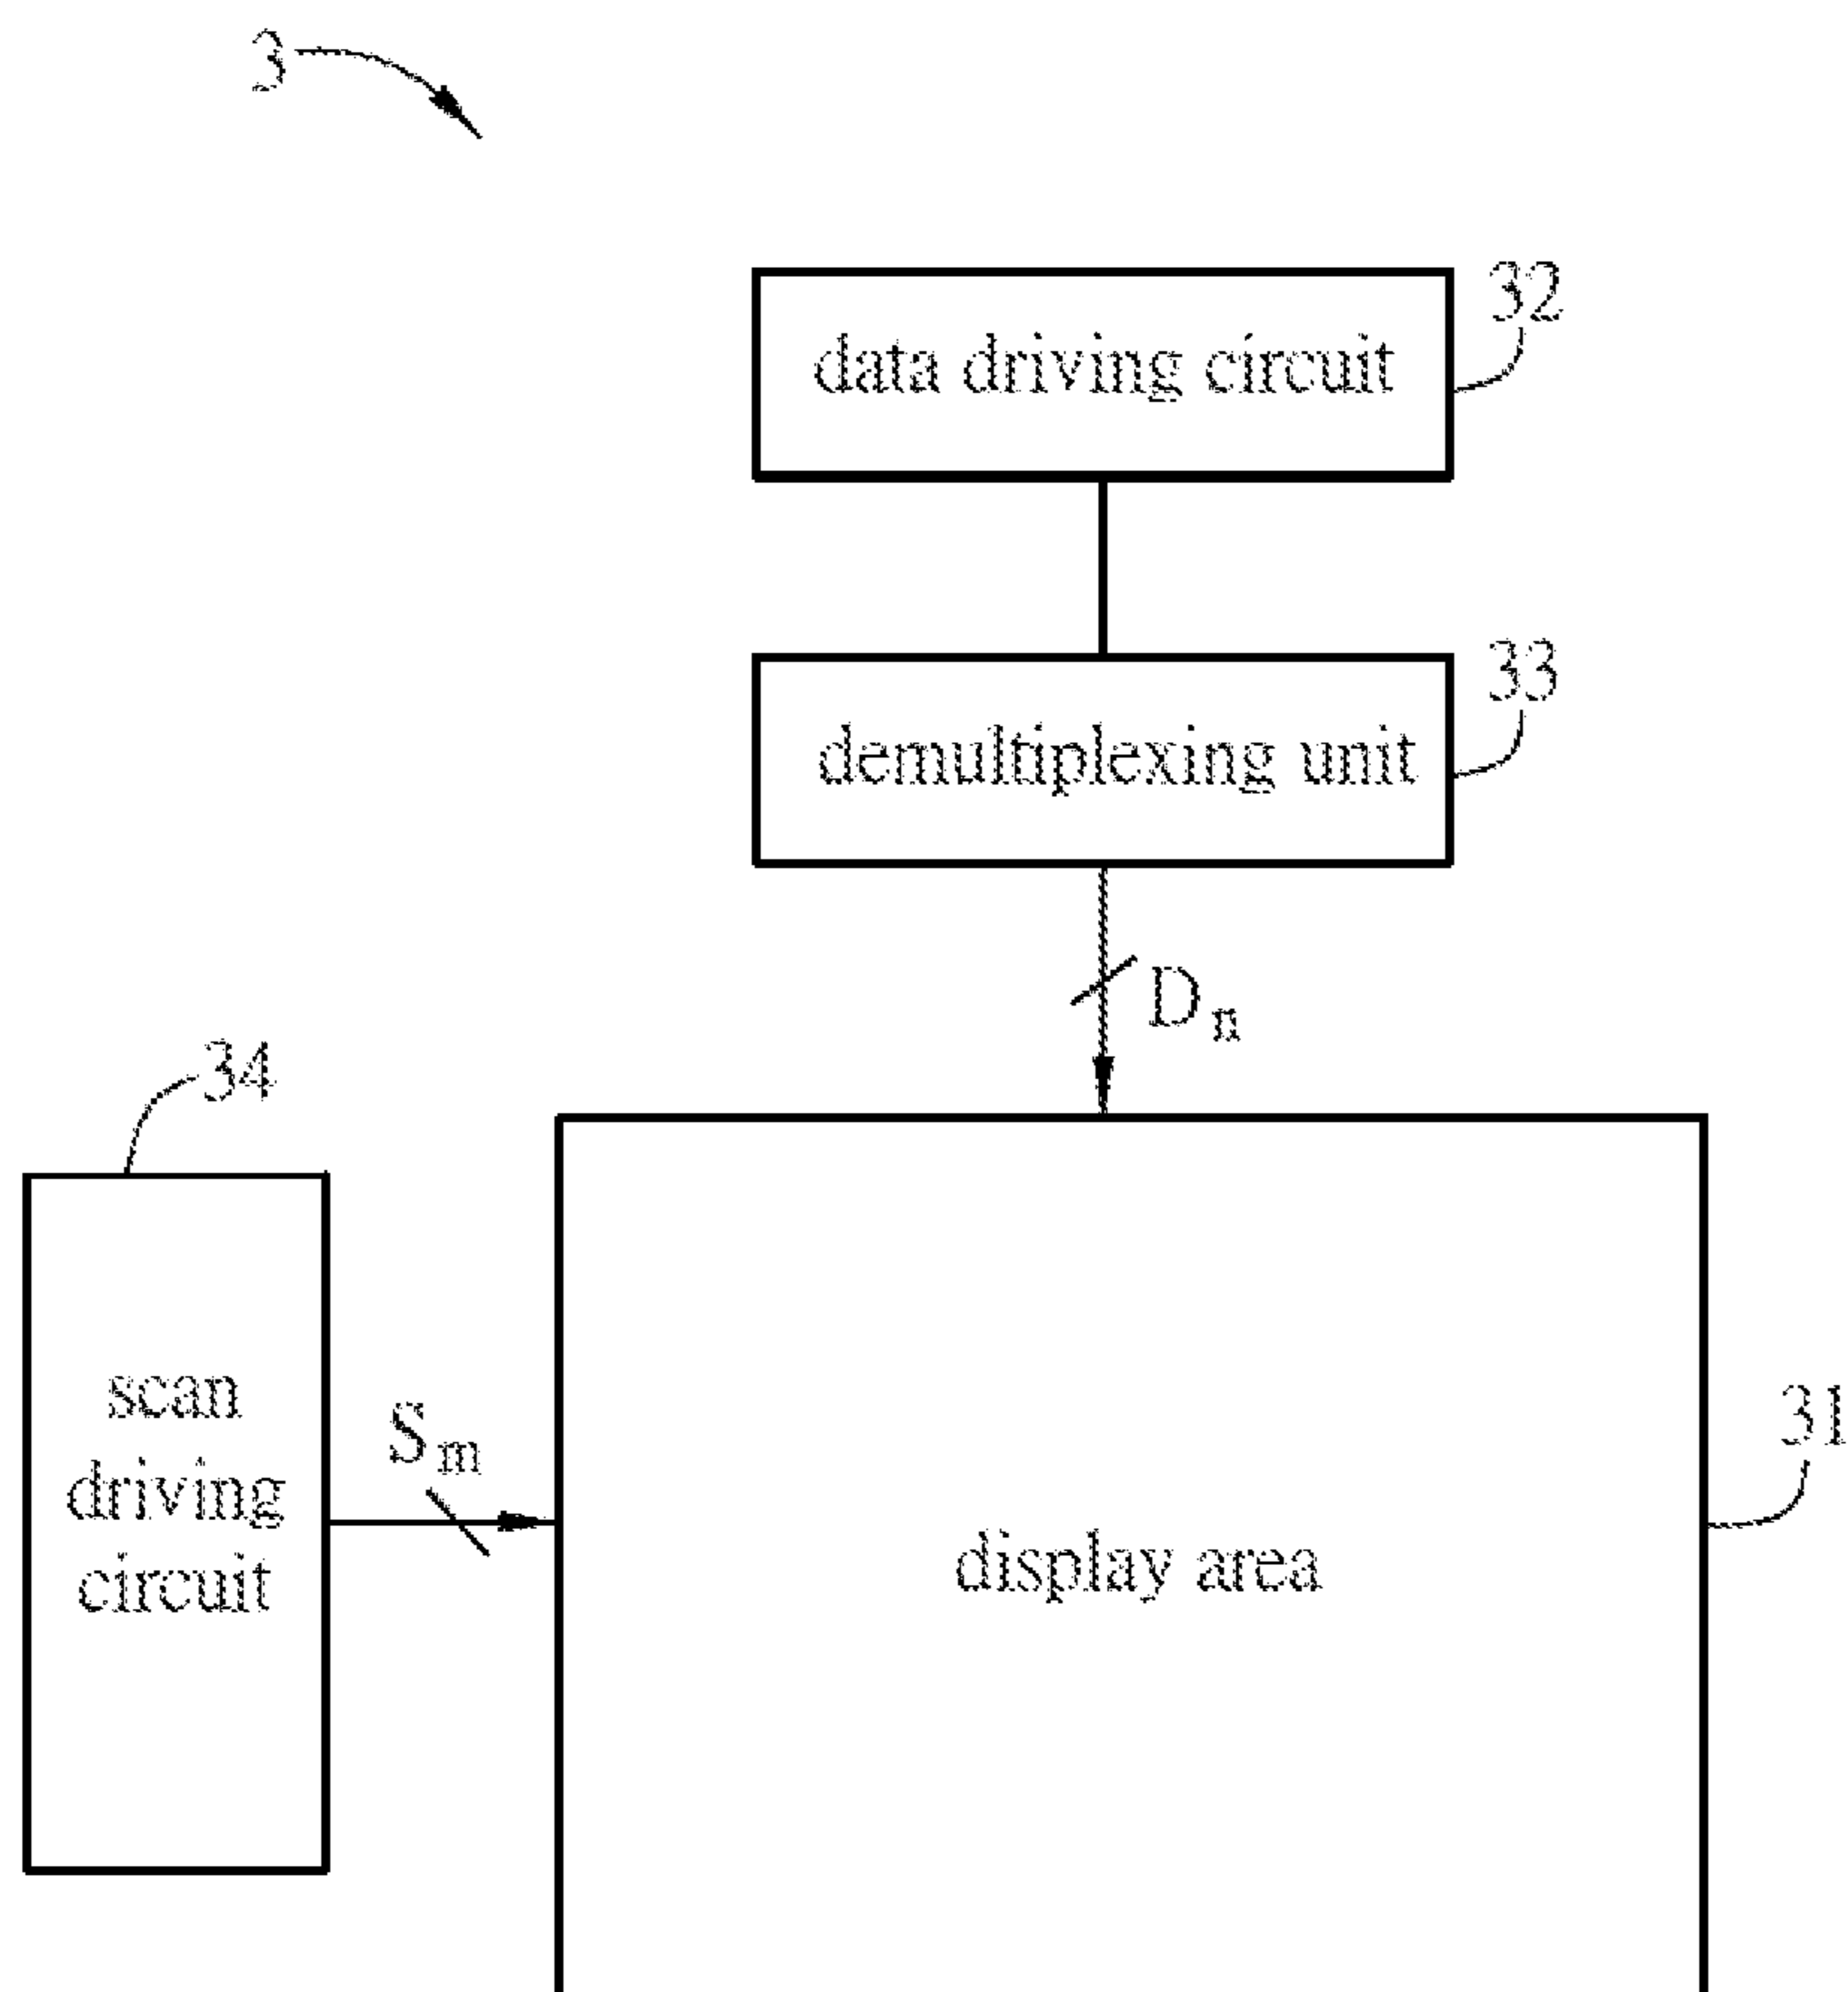 3
32
data driving circuit
33
demultiplexing unit
Dn
34
scan
driving
circuit
Sm
31
display area